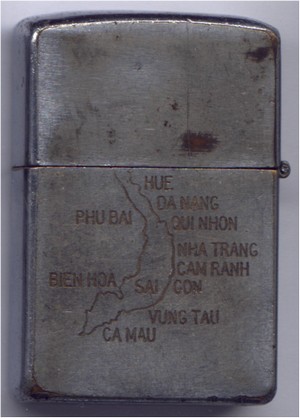 HUE
DA NANG
PHU BAI
QUI NHON
NHA TRANG
CAM RANH
BIEN HOA
SAI GON
VUNG TAU
CA MAU